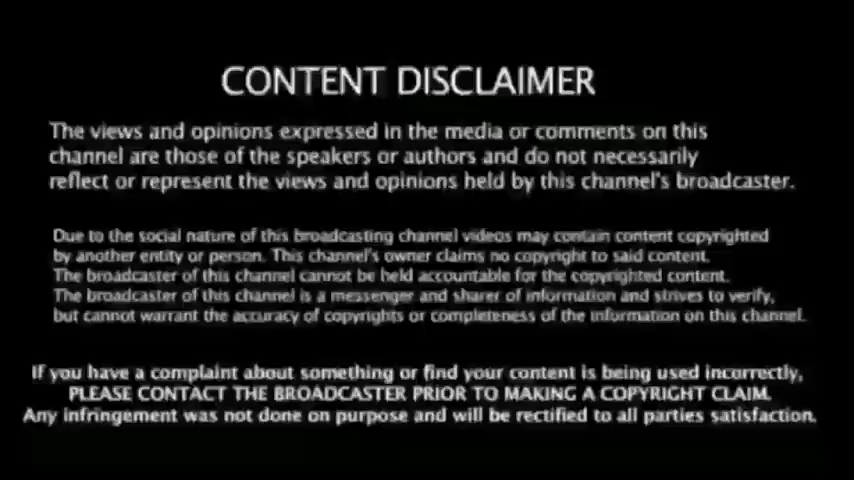 CONTENT DISCLAIMER
The views and opinions expressed in the media or comments on this
channel are those of the speakers or authors and do not necessarily
reflect or represent the views and opinions held by this channel's broadcaster.
Due to the social nature of this broadcasting channel videos may contain content copyrighted
by another entity or person. This channel's owner claims no copyright to said content.
The broadcaster of this channel cannot be held accountable for the copyrighted content.
The broadcaster of this channel is a messenger and sharer of information and strives to verify,
but cannot warrant the accuracy of copyrights or completeness of the information on this channel.
If you have a complaint about something or find your content is being used incorrectly,
PLEASE CONTACT THE BROADCASTER PRIOR TO MAKING A COPYRIGHT CLAIM.
Any infringement was not done on purpose and will be rectified to all parties satisfaction.